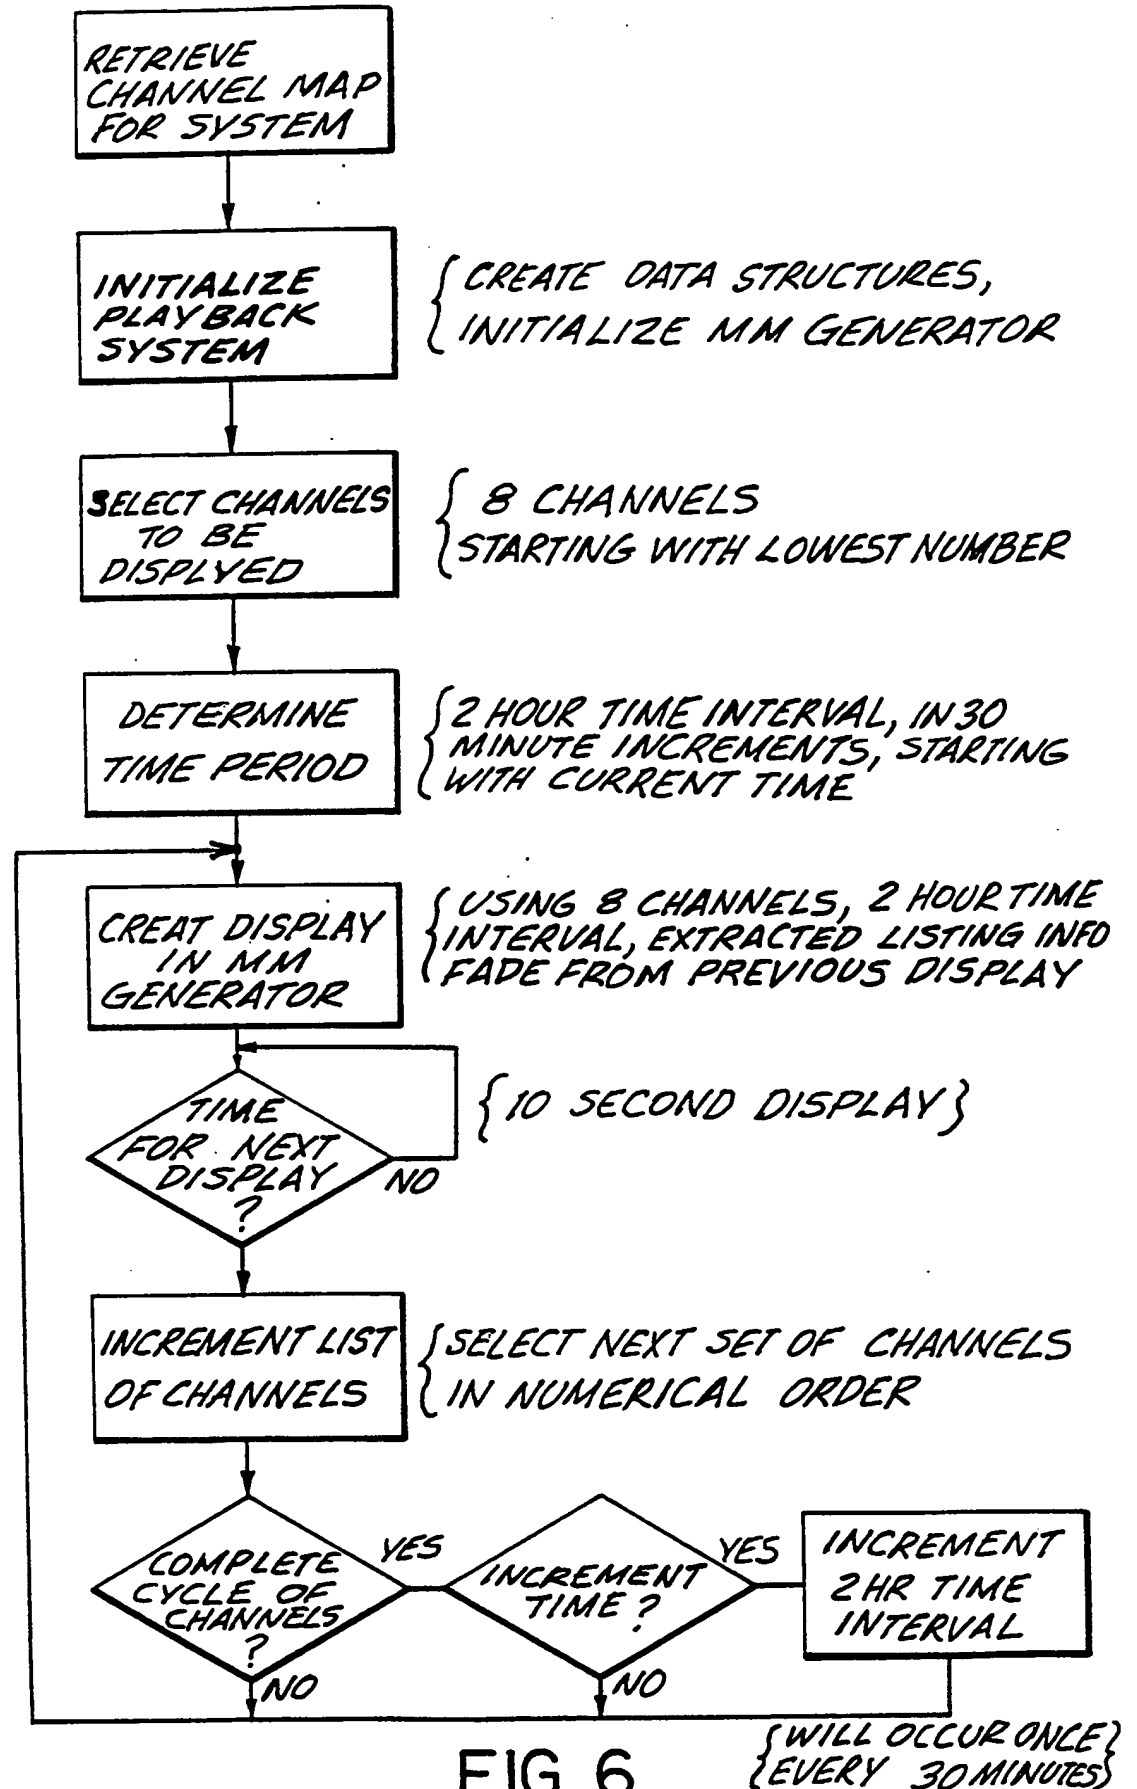 RETRIEVE
CHANNEL MAP
FOR SYSTEM
INITIALIZE
PLAYBACK
SYSTEM
{ CREATE DATA STRUCTURES,
INITIALIZE MM GENERATOR
SELECT CHANNELS
TO BE
DISPLYED
{ 8 CHANNELS
STARTING WITH LOWEST NUMBER
DETERMINE
TIME PERIOD
{ 2 HOUR TIME INTERVAL, IN 30
MINUTE INCREMENTS, STARTING
WITH CURRENT TIME
CREAT DISPLAY
IN MM
GENERATOR
{ USING 8 CHANNELS, 2 HOUR TIME
INTERVAL, EXTRACTED LISTING INFO
FADE FROM PREVIOUS DISPLAY
TIME
FOR NEXT
DISPLAY
?
NO
{ 10 SECOND DISPLAY }
INCREMENT LIST
OF CHANNELS
{ SELECT NEXT SET OF CHANNELS
IN NUMERICAL ORDER
COMPLETE
CYCLE OF
CHANNELS
?
YES
NO
INCREMENT
TIME ?
YES
NO
INCREMENT
2 HR TIME
INTERVAL
{ WILL OCCUR ONCE }
{ EVERY 30 MINUTES }
FIG. 6